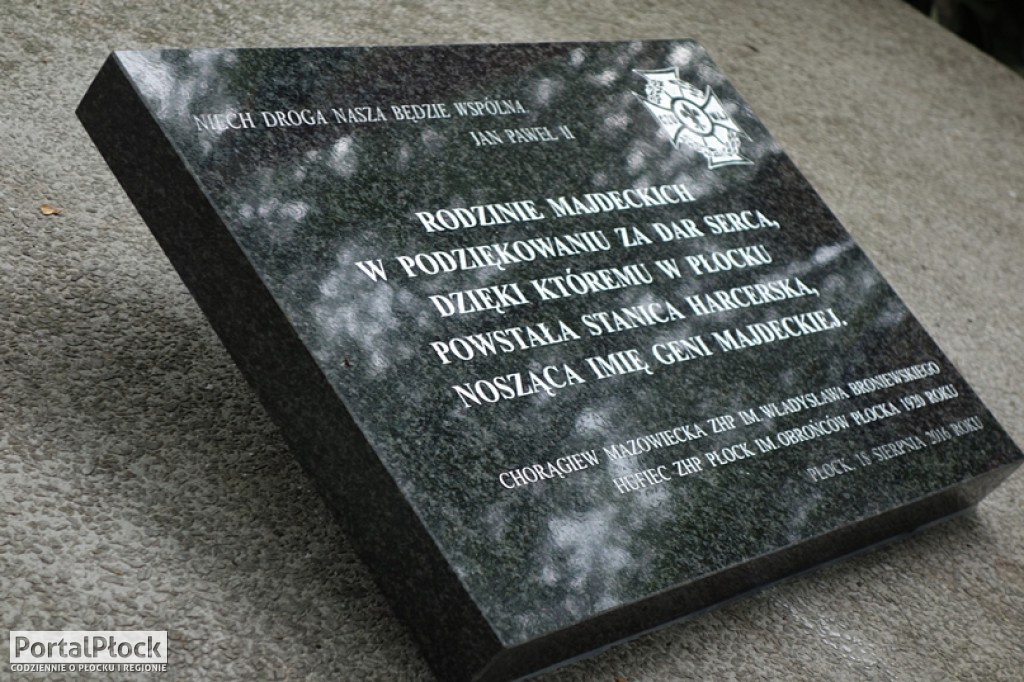 NIECH DROGA NASZA BĘDZIE WSPÓLNA.
JAN PAWEŁ II
RODZINIE MAJDECKICH
W PODZIĘKOWANIU ZA DAR SERCA,
DZIĘKI KTÓREMU W PŁOCKU
POWSTAŁA STANICA HARCERSKA,
NOSZĄCA IMIĘ GENI MAJDECKIEJ.
CHORĄGIEW MAZOWIECKA ZHP IM WŁADYSŁAWA BRONIEWSKIEGO
HUFIEC ZHP PŁOCK IM OBROŃCÓW PŁOCKA 1920 ROKU
PŁOCK, 18 SIERPNIA 2016 ROKU
PortalPłock
CODZIENNIE O PŁOCKU I REGIONIE